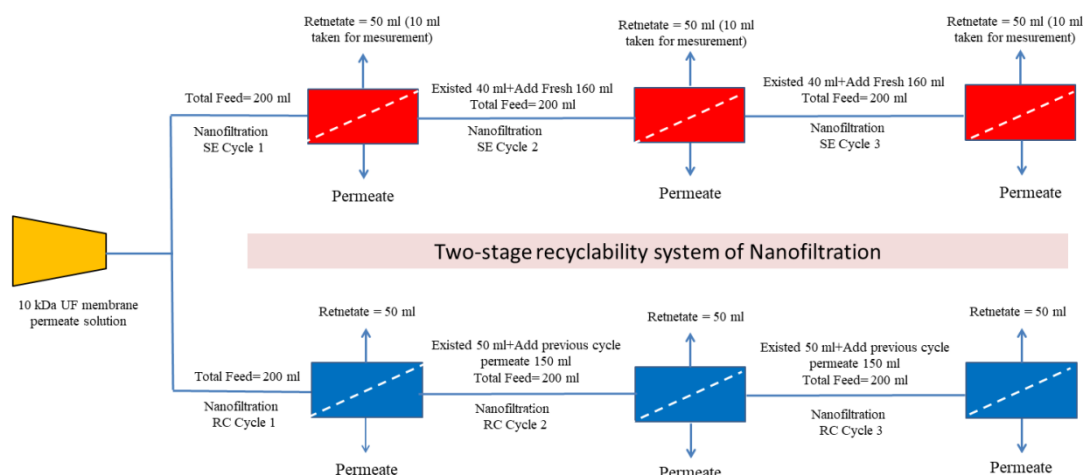 Retnetate = 50 ml (10 ml
taken for mesurement)
Retnetate = 50 ml (10 ml
taken for mesurement)
Retnetate = 50 ml (10 ml
taken for mesurement)
Total Feed= 200 ml
Existed 40 ml+Add Fresh 160 ml
Total Feed= 200 ml
Existed 40 ml+Add Fresh 160 ml
Total Feed= 200 ml
Nanofiltration
SE Cycle 1
Nanofiltration
SE Cycle 2
Nanofiltration
SE Cycle 3
Permeate
Permeate
Permeate
Two-stage recyclability system of Nanofiltration
10 kDa UF membrane
permeate solution
Retnetate = 50 ml
Retnetate = 50 ml
Retnetate = 50 ml
Total Feed= 200 ml
Existed 50 ml+Add previous cycle
permeate 150 ml
Total Feed= 200 ml
Existed 50 ml+Add previous cycle
permeate 150 ml
Total Feed= 200 ml
Nanofiltration
RC Cycle 1
Nanofiltration
RC Cycle 2
Nanofiltration
RC Cycle 3
Permeate
Permeate
Permeate